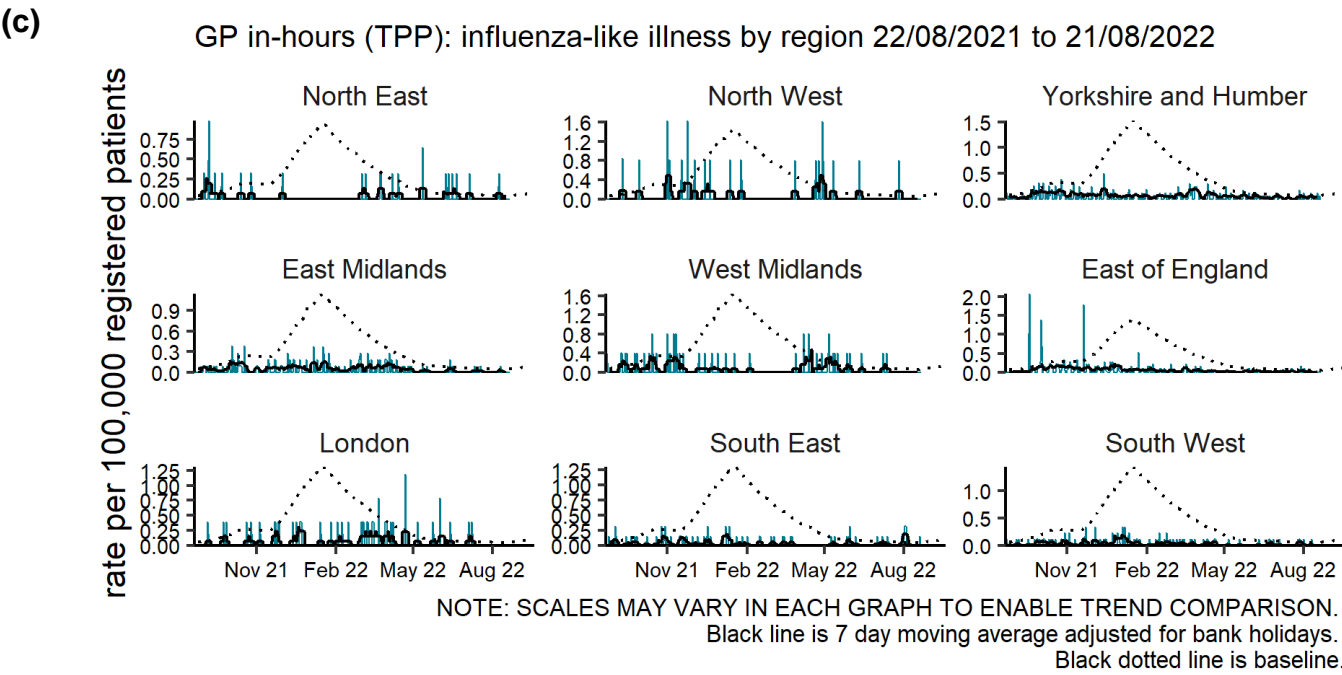 (c)
GP in-hours (TPP): influenza-like illness by region 22/08/2021 to 21/08/2022
rate per 100,000 registered patients
North East
0.75
0.50
0.25
0.00
North West
1.6
1.2
0.8
0.4
0.0
Yorkshire and Humber
1.5
1.0
0.5
0.0
East Midlands
0.9
0.6
0.3
0.0
West Midlands
1.6
1.2
0.8
0.4
0.0
East of England
2.0
1.5
1.0
0.5
0.0
London
1.25
1.00
0.75
0.50
0.25
0.00
Nov 21 Feb 22 May 22 Aug 22
South East
1.25
1.00
0.75
0.50
0.25
0.00
Nov 21 Feb 22 May 22 Aug 22
South West
1.0
0.5
0.0
Nov 21 Feb 22 May 22 Aug 22
NOTE: SCALES MAY VARY IN EACH GRAPH TO ENABLE TREND COMPARISON.
Black line is 7 day moving average adjusted for bank holidays.
Black dotted line is baseline.